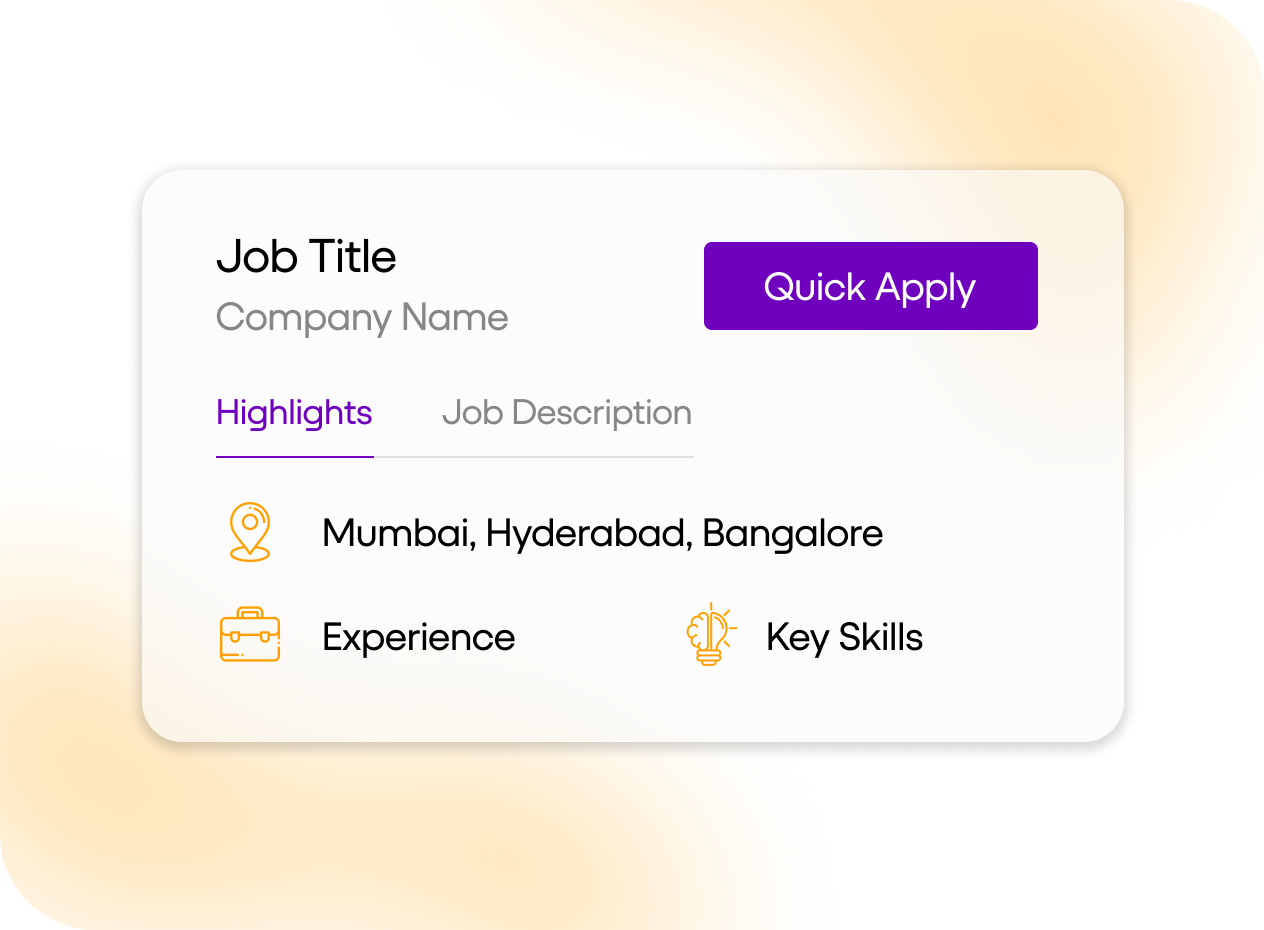 Job Title
Company Name
Quick Apply
Highlights
Job Description
Mumbai, Hyderabad, Bangalore
Experience
Key Skills